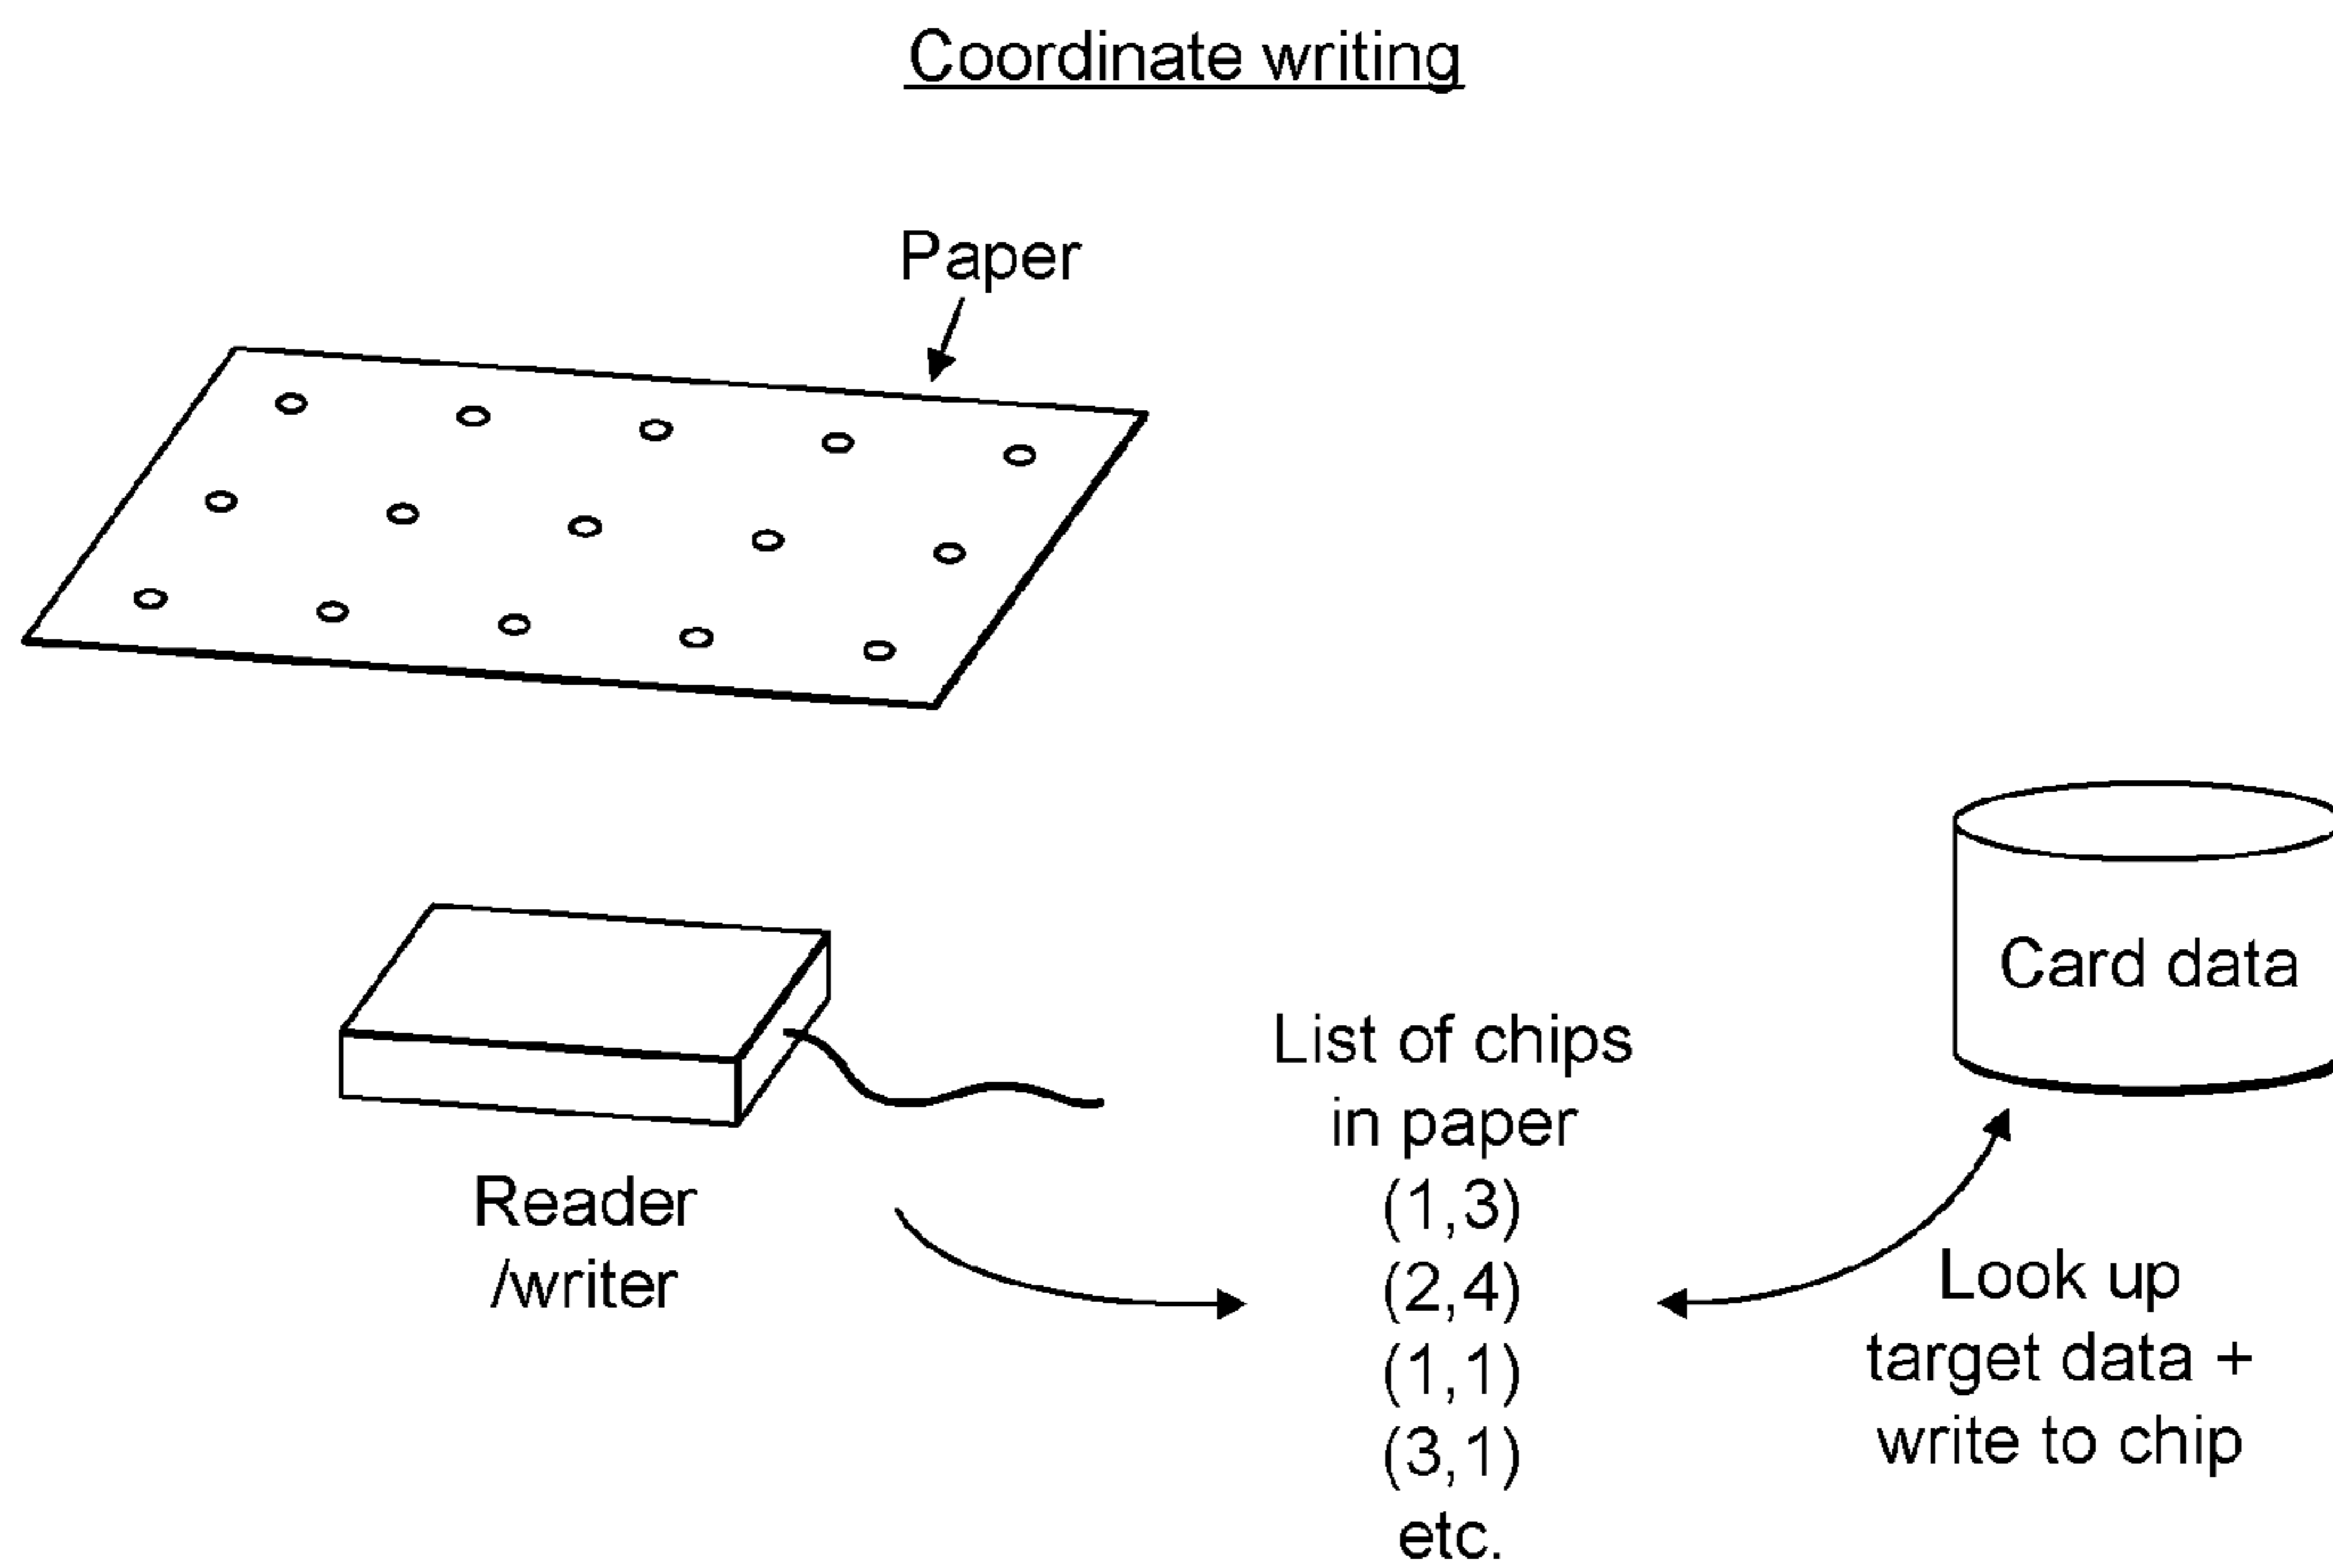 Coordinate writing
Paper
Card data
List of chips
in paper
(1,3)
(2,4)
(1,1)
(3,1)
etc.
Reader
/writer
Look up
target data +
write to chip